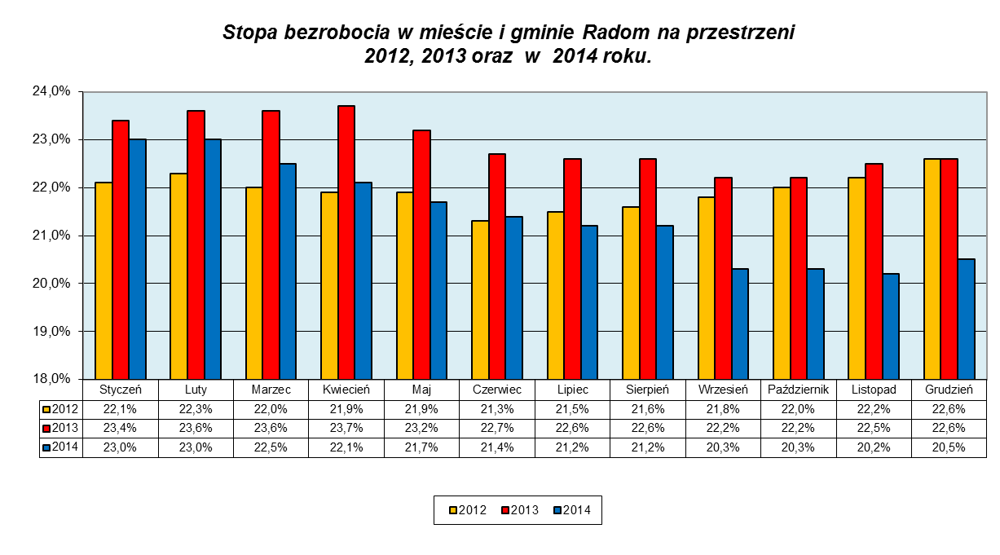 Stopa bezrobocia w mieście i gminie Radom na przestrzeni
2012, 2013 oraz w 2014 roku.
24,0%
23,0%
22,0%
21,0%
20,0%
19,0%
18,0%
Styczeń Luty Marzec Kwiecień Maj Czerwiec Lipiec Sierpień Wrzesień Październik Listopad Grudzień
2012 22,1% 22,3% 22,0% 21,9% 21,9% 21,3% 21,5% 21,6% 21,8% 22,0% 22,2% 22,6%
2013 23,4% 23,6% 23,6% 23,7% 23,2% 22,7% 22,6% 22,6% 22,2% 22,2% 22,5% 22,6%
2014 23,0% 23,0% 22,5% 22,1% 21,7% 21,4% 21,2% 21,2% 20,3% 20,3% 20,2% 20,5%
2012 2013 2014